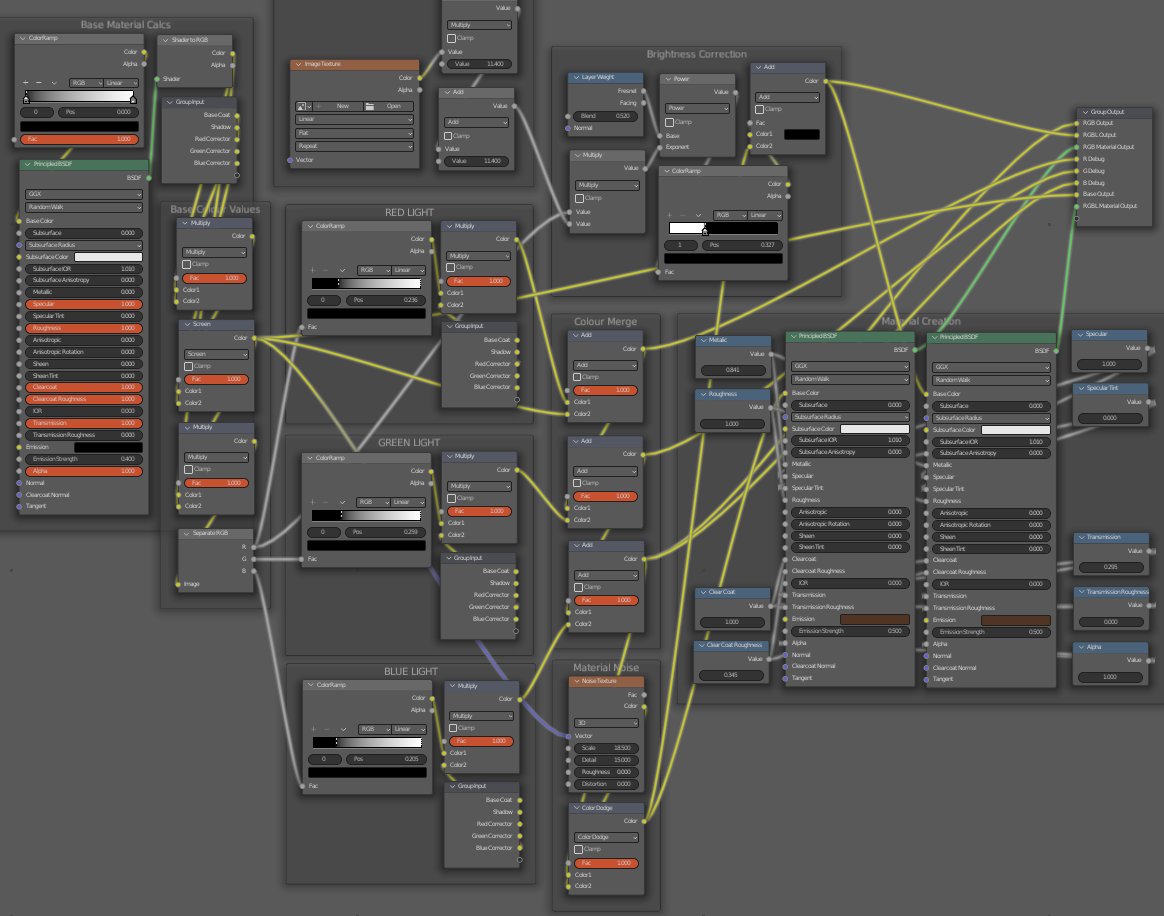 Base Material Calcs
ColorRamp
Color
Alpha
RGB
Linear
0
Pos
0.000
Fac
1.000
Shader to RGB
Color
Alpha
Shader
Group Input
Base Coat
Shadow
Red Corrector
Green Corrector
Blue Corrector
Principled BSDF
BSDF
GGX
Random Walk
Base Color
Subsurface 0.000
Subsurface Radius
Subsurface Color
Subsurface IOR 1.010
Subsurface Anisotropy 0.000
Metallic 0.000
Specular 1.000
Specular Tint 0.000
Roughness 1.000
Anisotropic 0.000
Anisotropic Rotation 0.000
Sheen 0.000
Sheen Tint 0.000
Clearcoat 1.000
Clearcoat Roughness 1.000
IOR 0.000
Transmission 1.000
Transmission Roughness 0.000
Emission
Emission Strength 0.400
Alpha 1.000
Normal
Clearcoat Normal
Tangent
Base Colour Values
Multiply
Color
Multiply
Clamp
Fac 1.000
Color1
Color2
Screen
Color
Screen
Clamp
Fac 1.000
Color1
Color2
Multiply
Color
Multiply
Clamp
Fac 1.000
Color1
Color2
Separate RGB
R
G
B
Image
Image Texture
Color
Alpha
New
Open
Linear
Flat
Repeat
Vector
Value
Multiply
Clamp
Value
Value 11.400
Add
Value
Add
Clamp
Value
Value 11.400
RED LIGHT
ColorRamp
Color
Alpha
RGB
Linear
0
Pos
0.236
Fac
Multiply
Color
Multiply
Clamp
Fac 1.000
Color1
Color2
Group Input
Base Coat
Shadow
Red Corrector
Green Corrector
Blue Corrector
GREEN LIGHT
ColorRamp
Color
Alpha
RGB
Linear
0
Pos
0.259
Fac
Multiply
Color
Multiply
Clamp
Fac 1.000
Color1
Color2
Group Input
Base Coat
Shadow
Red Corrector
Green Corrector
Blue Corrector
BLUE LIGHT
ColorRamp
Color
Alpha
RGB
Linear
0
Pos
0.205
Fac
Multiply
Color
Multiply
Clamp
Fac 1.000
Color1
Color2
Group Input
Base Coat
Shadow
Red Corrector
Green Corrector
Blue Corrector
Brightness Correction
Layer Weight
Fresnel
Facing
Blend 0.520
Normal
Multiply
Value
Multiply
Clamp
Value
Value
Power
Value
Power
Clamp
Base
Exponent
Add
Color
Add
Clamp
Fac
Color1
Color2
ColorRamp
Color
Alpha
RGB
Linear
1
Pos
0.327
Fac
Colour Merge
Add
Color
Add
Clamp
Fac 1.000
Color1
Color2
Add
Color
Add
Clamp
Fac 1.000
Color1
Color2
Add
Color
Add
Clamp
Fac 1.000
Color1
Color2
Material Noise
Noise Texture
Fac
Color
3D
Vector
Scale 18.500
Detail 15.000
Roughness 0.000
Distortion 0.000
Color Dodge
Color
Color Dodge
Clamp
Fac 1.000
Color1
Color2
Material Creation
Metallic
Value
0.841
Roughness
Value
1.000
Clear Coat
Value
1.000
Clear Coat Roughness
Value
0.345
Principled BSDF
BSDF
GGX
Random Walk
Base Color
Subsurface 0.000
Subsurface Radius
Subsurface Color
Subsurface IOR 1.010
Subsurface Anisotropy 0.000
Metallic
Specular
Specular Tint
Roughness
Anisotropic 0.000
Anisotropic Rotation 0.000
Sheen 0.000
Sheen Tint 0.000
Clearcoat
Clearcoat Roughness
IOR 0.000
Transmission
Transmission Roughness
Emission
Emission Strength 0.500
Alpha
Normal
Clearcoat Normal
Tangent
Principled BSDF
BSDF
GGX
Random Walk
Base Color
Subsurface 0.000
Subsurface Radius
Subsurface Color
Subsurface IOR 1.010
Subsurface Anisotropy 0.000
Metallic
Specular
Specular Tint
Roughness
Anisotropic 0.000
Anisotropic Rotation 0.000
Sheen 0.000
Sheen Tint 0.000
Clearcoat
Clearcoat Roughness
IOR 0.000
Transmission
Transmission Roughness
Emission
Emission Strength 0.500
Alpha
Normal
Clearcoat Normal
Tangent
Specular
Value
1.000
Specular Tint
Value
0.000
Transmission
Value
0.295
Transmission Roughness
Value
0.000
Alpha
Value
1.000
Group Output
RGB Output
RGBL Output
RGB Material Output
R Debug
G Debug
B Debug
Base Output
RGBL Material Output